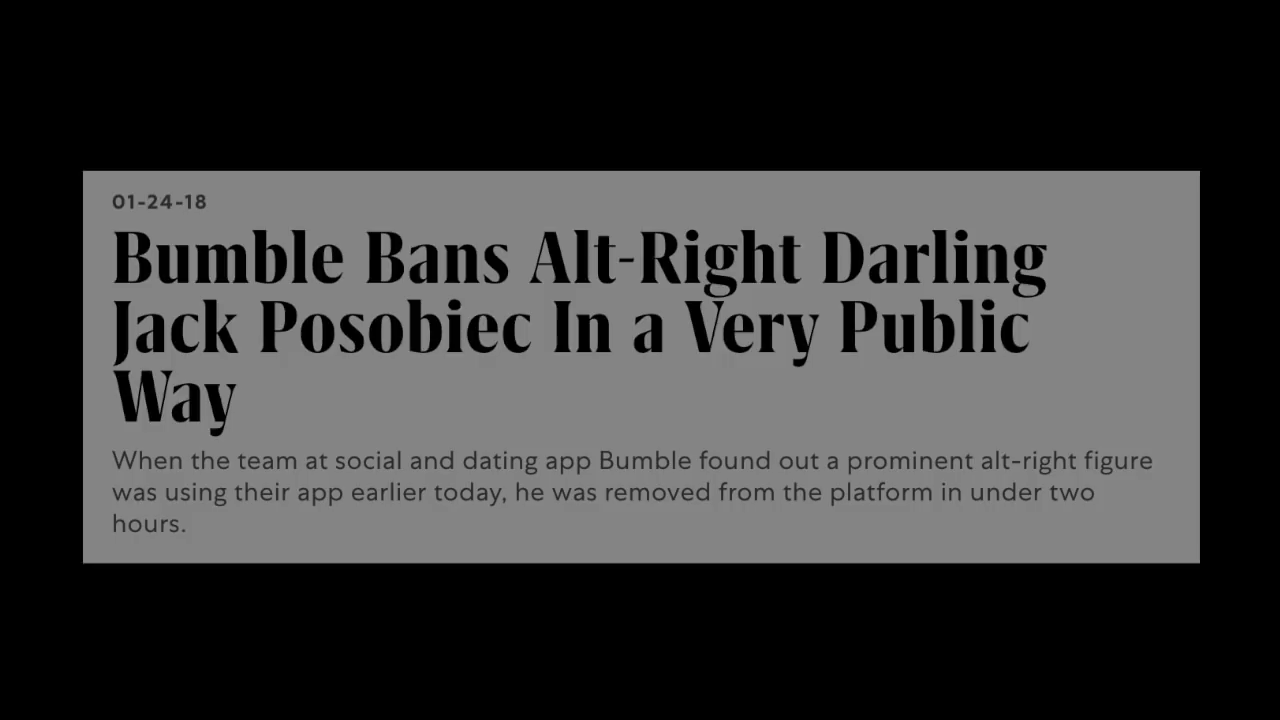 01-24-18
Bumble Bans Alt-Right Darling
Jack Posobiec In a Very Public
Way
When the team at social and dating app Bumble found out a prominent alt-right figure
was using their app earlier today, he was removed from the platform in under two
hours.